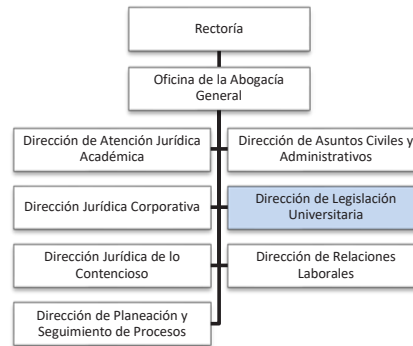 Rectoría
Oficina de la Abogacía
General
Dirección de Atención Jurídica
Académica
Dirección de Asuntos Civiles y
Administrativos
Dirección Jurídica Corporativa
Dirección de Legislación
Universitaria
Dirección Jurídica de lo
Contencioso
Dirección de Relaciones
Laborales
Dirección de Planeación y
Seguimiento de Procesos